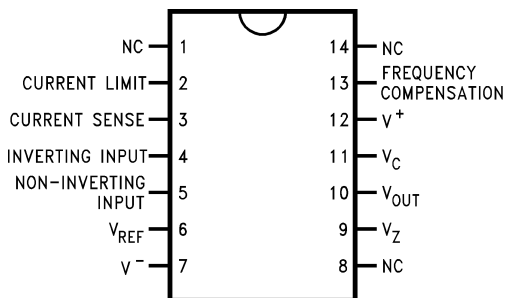 NC 1 14 NC
CURRENT LIMIT 2 13 FREQUENCY COMPENSATION
CURRENT SENSE 3 12 V+
INVERTING INPUT 4 11 VC
NON-INVERTING INPUT 5 10 VOUT
VREF 6 9 VZ
V- 7 8 NC